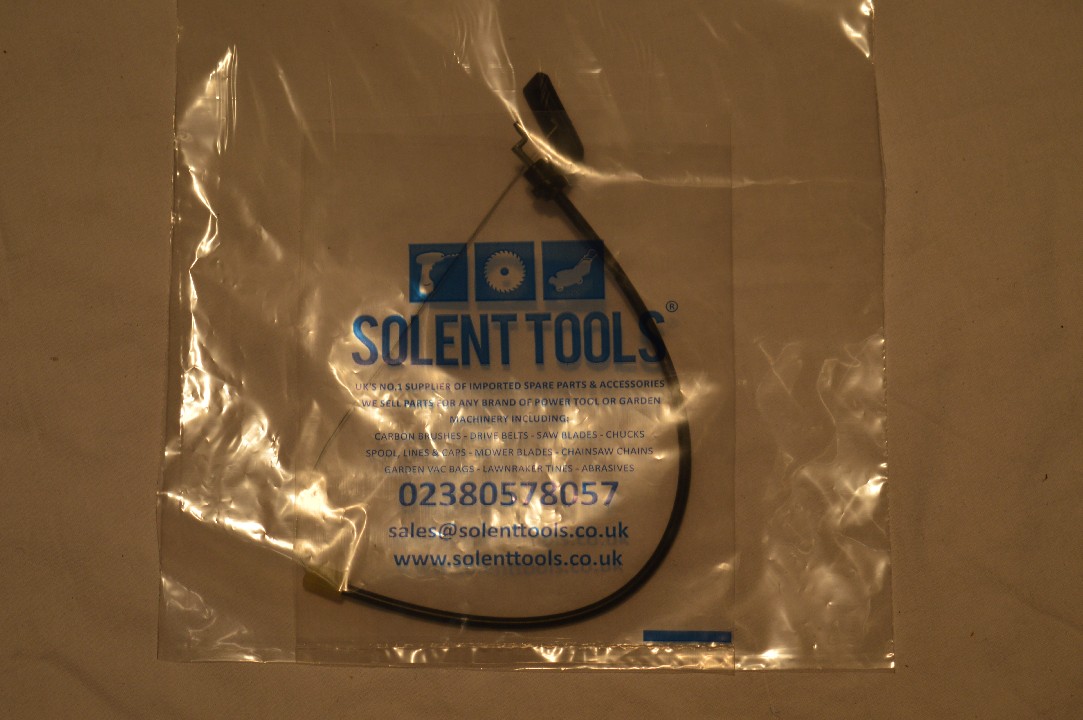 SOLENT TOOLS®
UK'S NO.1 SUPPLIER OF IMPORTED SPARE PARTS & ACCESSORIES
WE SELL PARTS FOR ANY BRAND OF POWER TOOL OR GARDEN
MACHINERY INCLUDING:
CARBON BRUSHES - DRIVE BELTS - SAW BLADES - CHUCKS
SPOOL, LINES & CAPS - MOWER BLADES - CHAINSAW CHAINS
GARDEN VAC BAGS - LAWNRAKER TINES - ABRASIVES
02380578057
sales@solenttools.co.uk
www.solenttools.co.uk